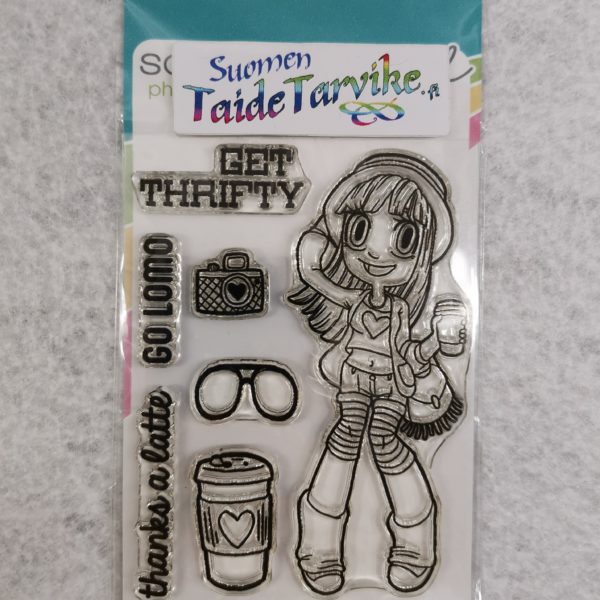 Suomen
TaideTarvike.fi
GET
THRIFTY
GO LOMO
thanks a latte